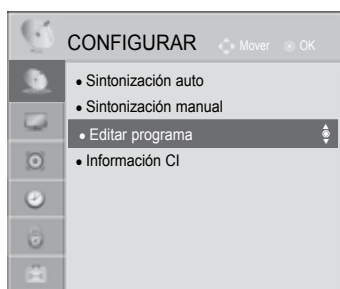 CONFIGURAR Mover OK
• Sintonización auto
• Sintonización manual
• Editar programa
• Información CI